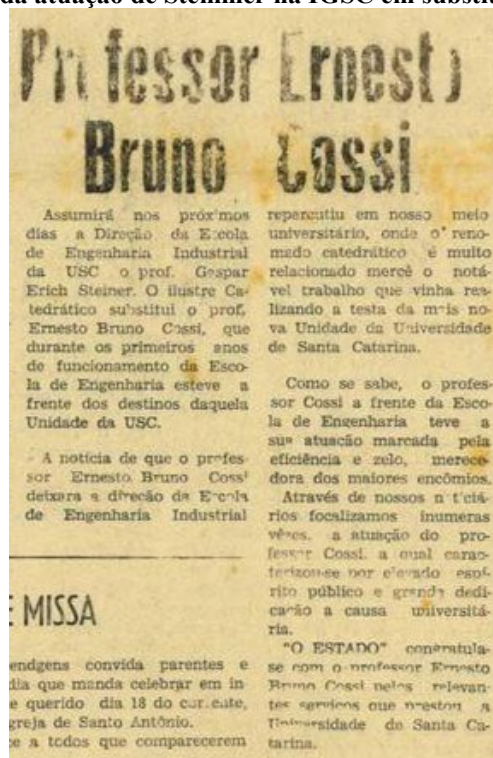 da atuação de Stemmer na IGSC em substit
Professor Ernesto
Bruno Cossi
Assumirá nos próximos
dias a Direção da Escola
de Engenharia Industrial
da USC o prof. Gaspar
Erich Steiner. O ilustre Ca-
tedrático substitui o prof.
Ernesto Bruno Cossi, que
durante os primeiros anos
de funcionamento da Esco-
la de Engenharia esteve a
frente dos destinos daquela
Unidade da USC.
A notícia de que o profes-
sor Ernesto Bruno Cossi
deixara a direção da Escola
de Engenharia Industrial
repercutiu em nosso meio
universitário, onde o reno-
mado catedrático é muito
relacionado mercê o notá-
vel trabalho que vinha rea-
lizando a testa da mais no-
va Unidade da Universidade
de Santa Catarina.
Como se sabe, o profes-
sor Cossi a frente da Esco-
la de Engenharia teve a
sua atuação marcada pela
eficiência e zelo, merece-
dora dos maiores encômios.
Através de nossos noticiá-
rios focalizamos inumeras
vêzes, a atuação do pro-
fessor Cossi, a qual carac-
terizou-se por elevado espí-
rito público e grande dedi-
cação a causa universitá-
ria.
"O ESTADO" congratula-
se com o professor Ernesto
Bruno Cossi pelos relevan-
tes serviços que prestou a
Universidade de Santa Ca-
tarina.
E MISSA
endgens convida parentes e
dia que manda celebrar em in
e querido dia 18 do corrente,
greja de Santo Antônio.
e a todos que comparecerem